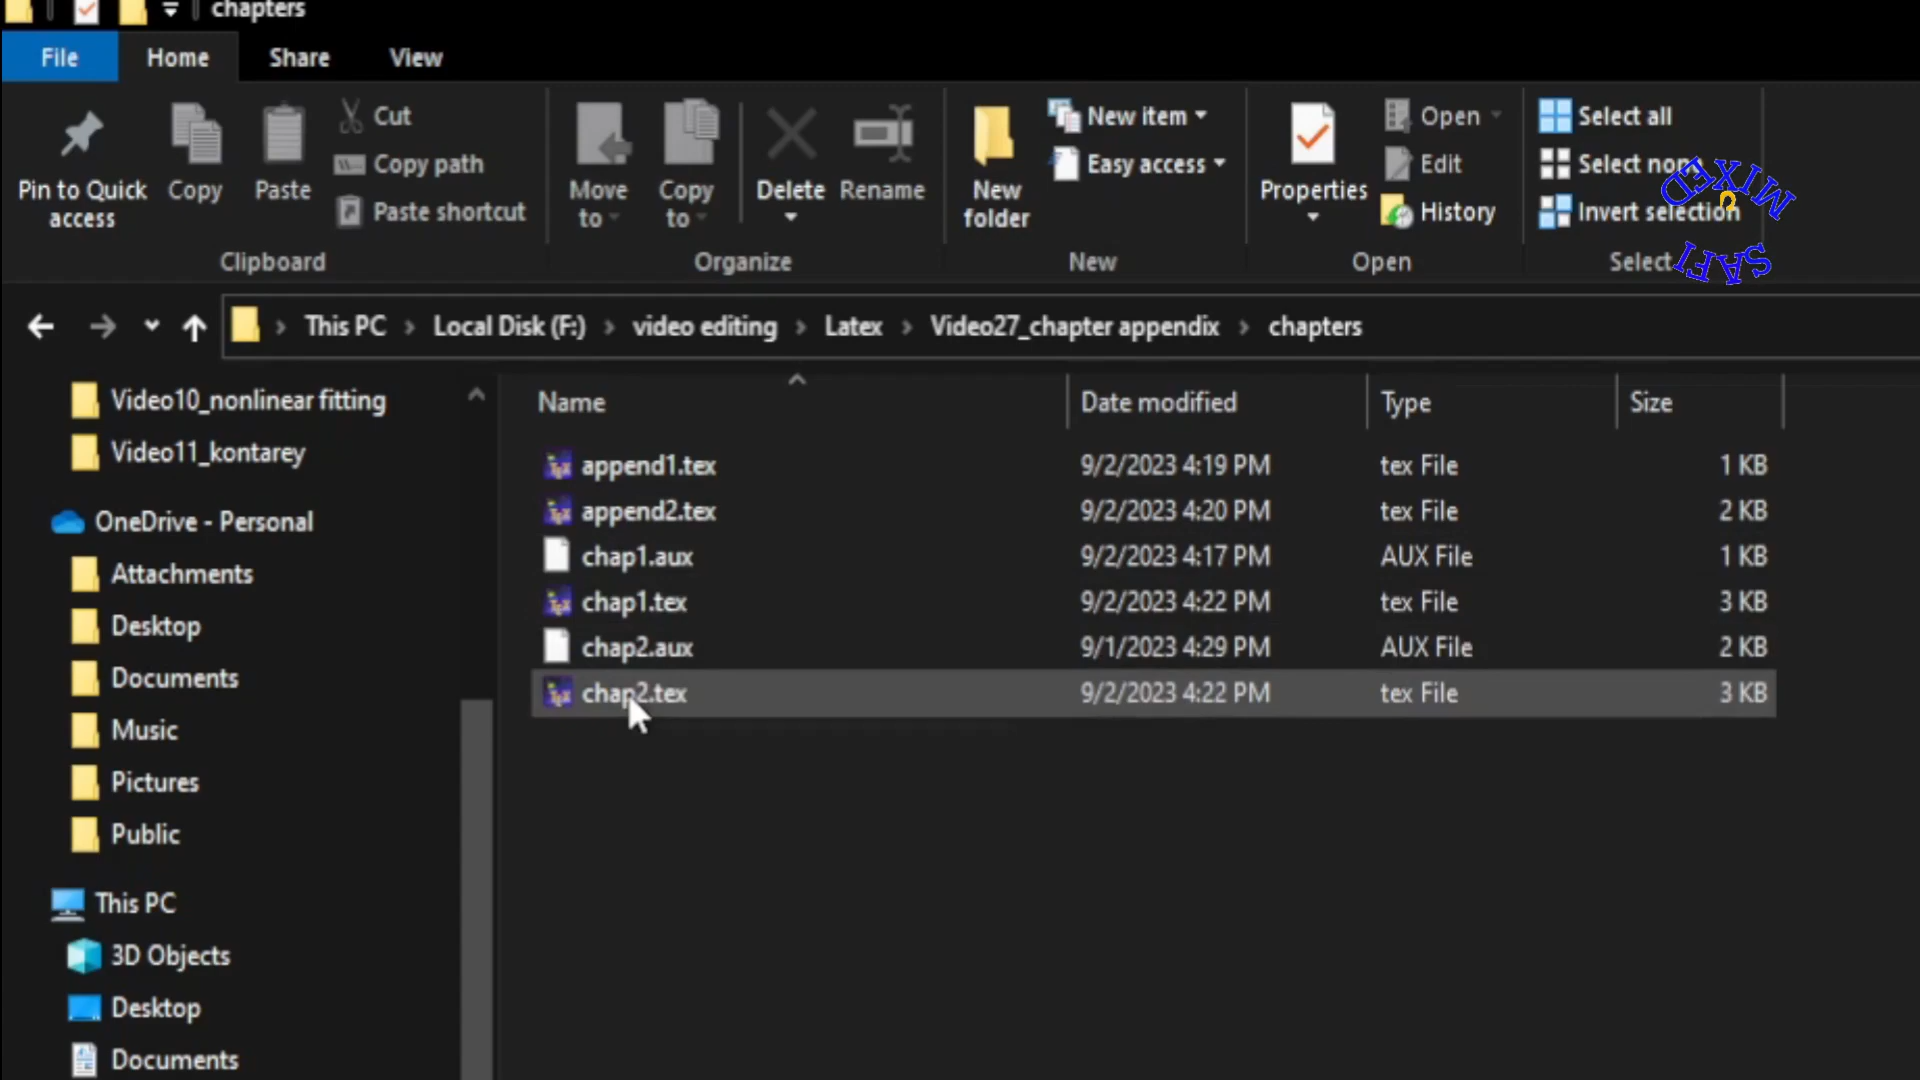 chapters
File Home Share View
Pin to Quick access
Copy
Paste
Cut
Copy path
Paste shortcut
Clipboard
Move to
Copy to
Delete
Rename
Organize
New folder
New item
Easy access
New
Properties
Open
Edit
History
Open
Select all
Select none
Invert selection
Select
MIXED
SAFI
This PC > Local Disk (F:) > video editing > Latex > Video27_chapter appendix > chapters
Video10_nonlinear fitting
Video11_kontarey
OneDrive - Personal
Attachments
Desktop
Documents
Music
Pictures
Public
This PC
3D Objects
Desktop
Documents
Name Date modified Type Size
append1.tex 9/2/2023 4:19 PM tex File 1 KB
append2.tex 9/2/2023 4:20 PM tex File 2 KB
chap1.aux 9/2/2023 4:17 PM AUX File 1 KB
chap1.tex 9/2/2023 4:22 PM tex File 3 KB
chap2.aux 9/1/2023 4:29 PM AUX File 2 KB
chap2.tex 9/2/2023 4:22 PM tex File 3 KB